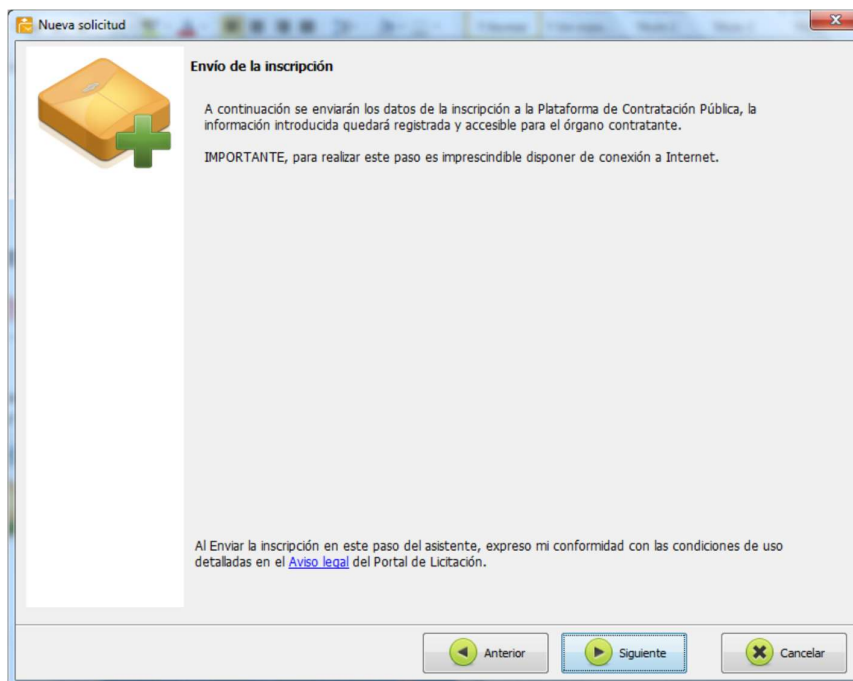 Nueva solicitud
Envío de la inscripción
A continuación se enviarán los datos de la inscripción a la Plataforma de Contratación Pública, la
información introducida quedará registrada y accesible para el órgano contratante.
IMPORTANTE, para realizar este paso es imprescindible disponer de conexión a Internet.
Al Enviar la inscripción en este paso del asistente, expreso mi conformidad con las condiciones de uso
detalladas en el Aviso legal del Portal de Licitación.
Anterior
Siguiente
Cancelar